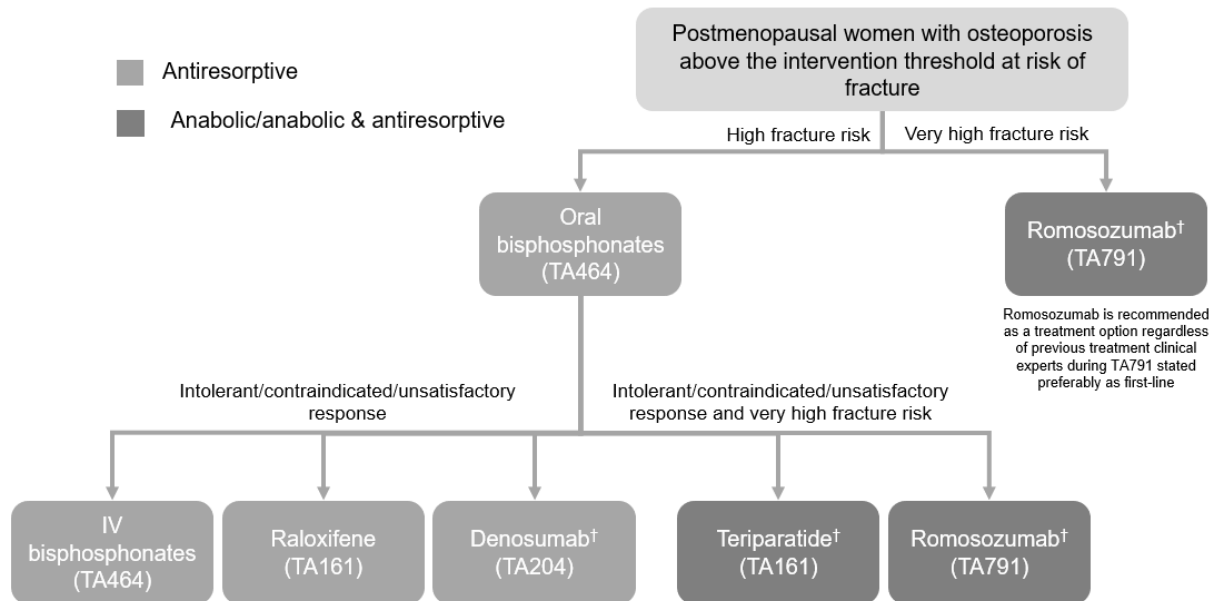 Postmenopausal women with osteoporosis
above the intervention threshold at risk of
fracture
Antiresorptive
Anabolic/anabolic & antiresorptive
High fracture risk
Very high fracture risk
Oral
bisphosphonates
(TA464)
Romosozumab†
(TA791)
Romosozumab is recommended
as a treatment option regardless
of previous treatment clinical
experts during TA791 stated
preferably as first-line
Intolerant/contraindicated/unsatisfactory
response
Intolerant/contraindicated/unsatisfactory
response and very high fracture risk
IV
bisphosphonates
(TA464)
Raloxifene
(TA161)
Denosumab†
(TA204)
Teriparatide†
(TA161)
Romosozumab†
(TA791)